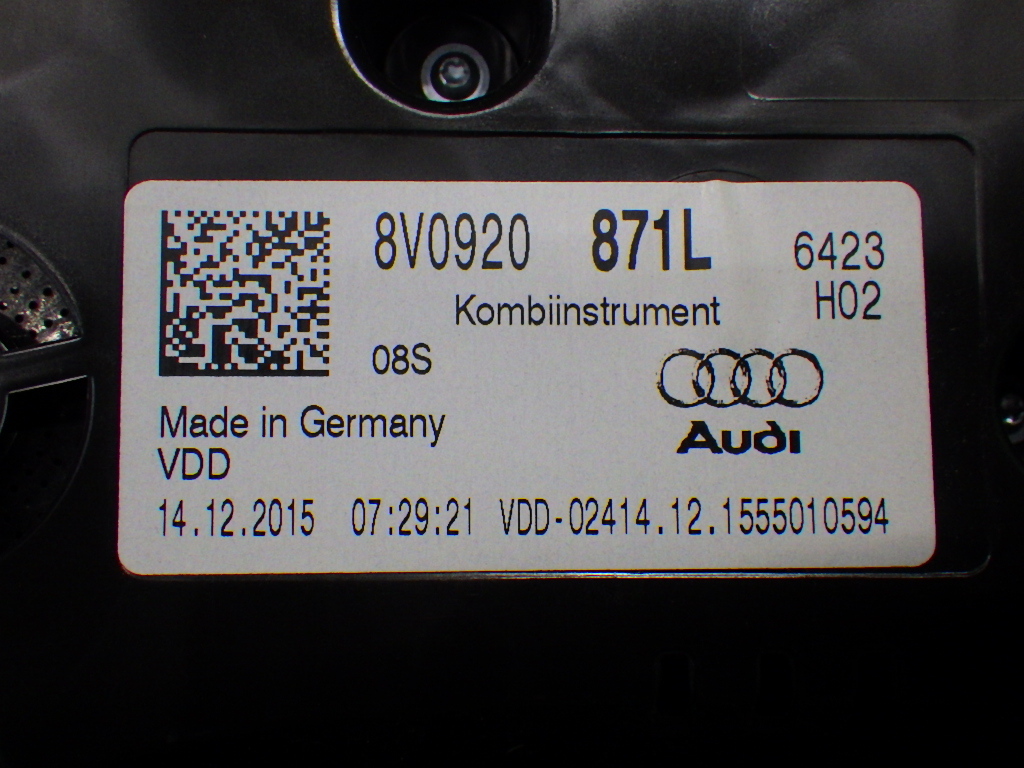 8V0920 871L 6423
Kombiinstrument H02
08S
Audi
Made in Germany
VDD
14.12.2015 07:29:21 VDD-02414.12.1555010594